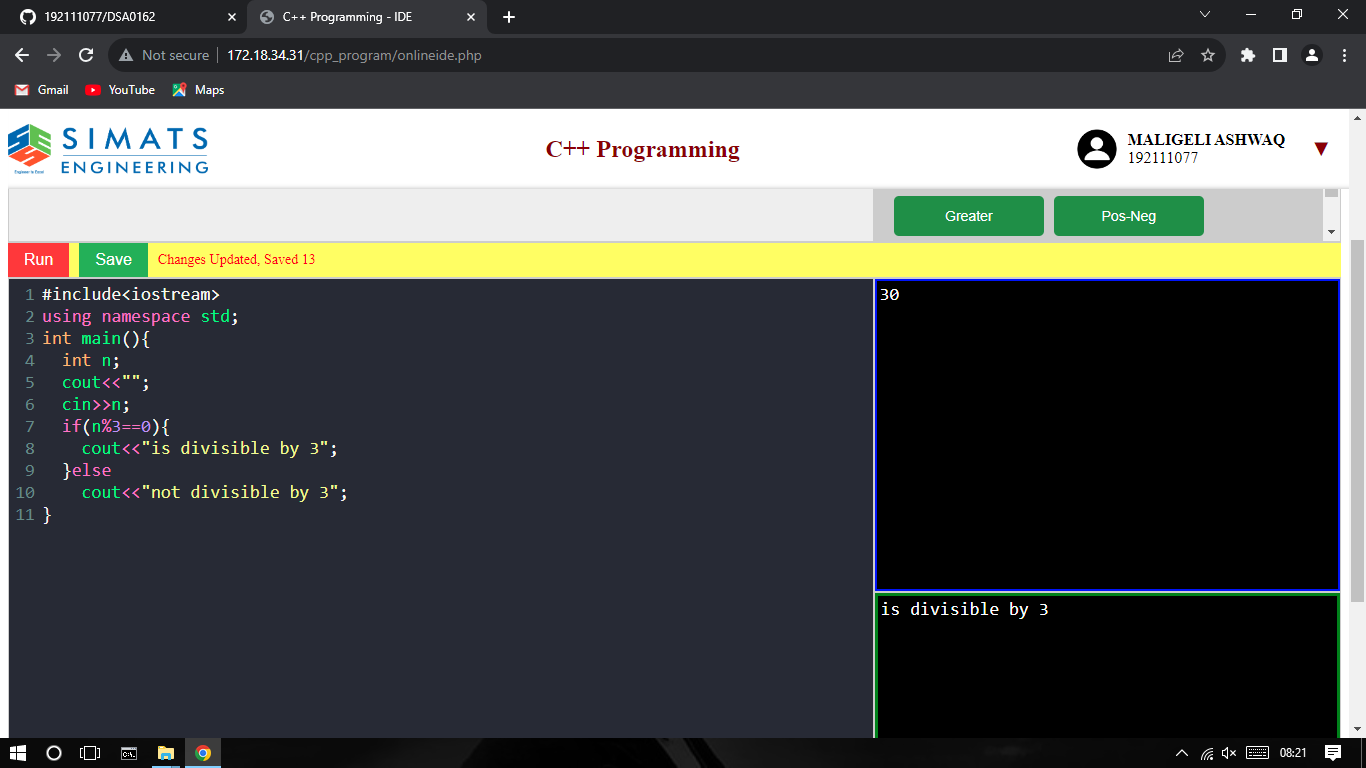 192111077/DSA0162
C++ Programming - IDE
Not secure 172.18.34.31/cpp_program/onlineide.php
Gmail YouTube Maps
SIMATS
ENGINEERING
Engineer to Excel
C++ Programming
MALIGELI ASHWAQ
192111077
Greater Pos-Neg
Run Save Changes Updated, Saved 13
1 #include<iostream>
2 using namespace std;
3 int main(){
4 int n;
5 cout<<"";
6 cin>>n;
7 if(n%3==0){
8 cout<<"is divisible by 3";
9 }else
10 cout<<"not divisible by 3";
11 }
30
is divisible by 3
08:21